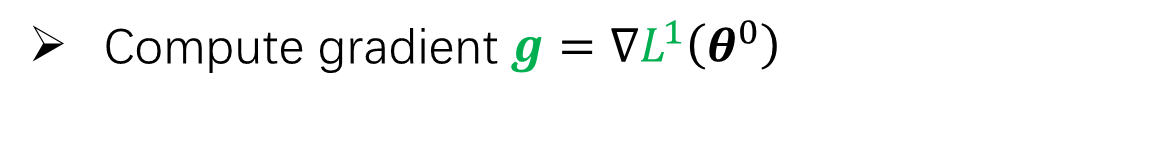 ➢ Compute gradient 𝒈 = ∇𝐿¹(𝜽⁰)